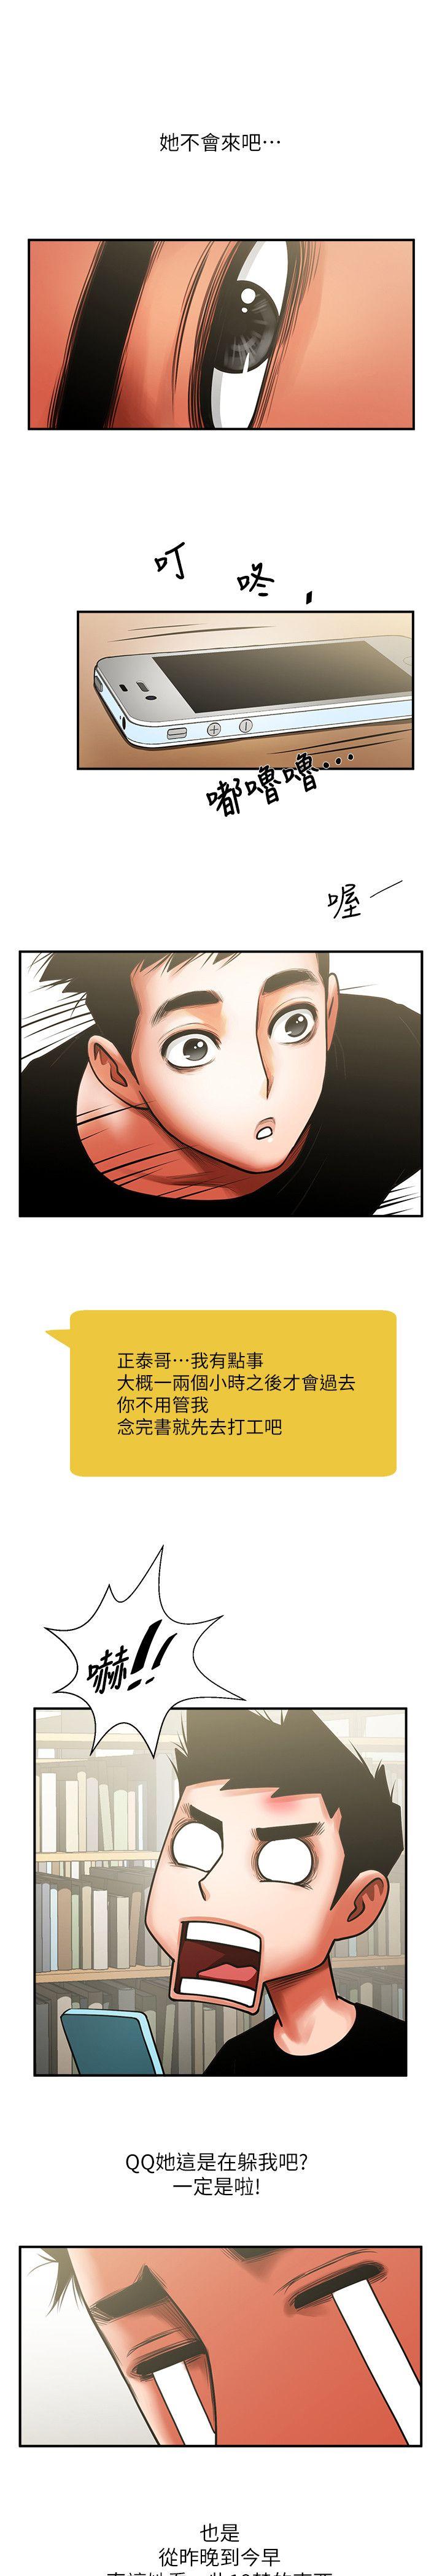 她不會來吧⋯
叮
咚,
嘟嚕嚕⋯
喔—
正泰哥⋯我有點事
大概一兩個小時之後才會過去
你不用管我
念完書就先去打工吧
嚇!!
QQ她這是在躲我吧?
一定是啦!
也是
從昨晚到今早